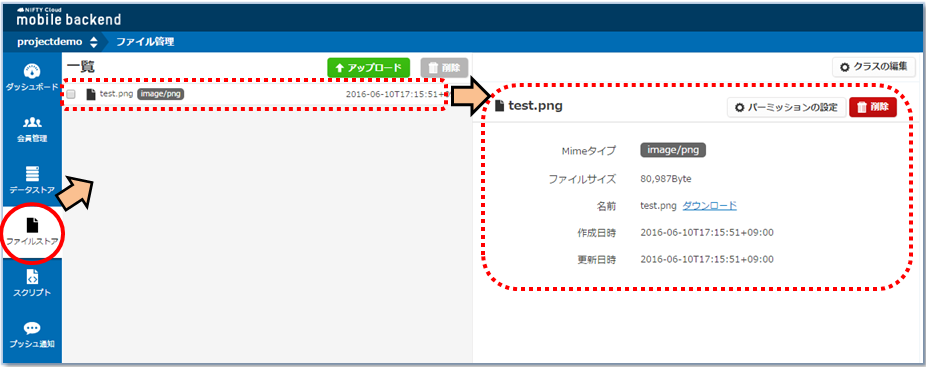 NIFTY Cloud
mobile backend
projectdemo ファイル管理
ダッシュボード
会員管理
データストア
ファイルストア
スクリプト
プッシュ通知
一覧 アップロード 削除
test.png image/png 2016-06-10T17:15:51+
クラスの編集
test.png パーミッションの設定 削除
Mimeタイプ image/png
ファイルサイズ 80,987Byte
名前 test.png ダウンロード
作成日時 2016-06-10T17:15:51+09:00
更新日時 2016-06-10T17:15:51+09:00